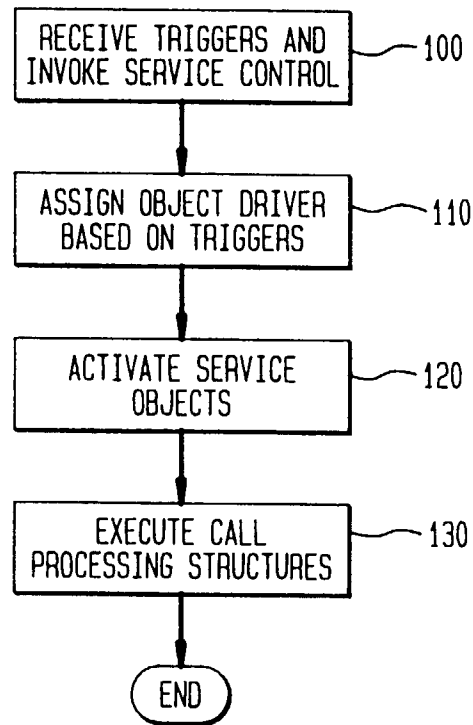 RECEIVE TRIGGERS AND
INVOKE SERVICE CONTROL
100
ASSIGN OBJECT DRIVER
BASED ON TRIGGERS
110
ACTIVATE SERVICE
OBJECTS
120
EXECUTE CALL
PROCESSING STRUCTURES
130
END